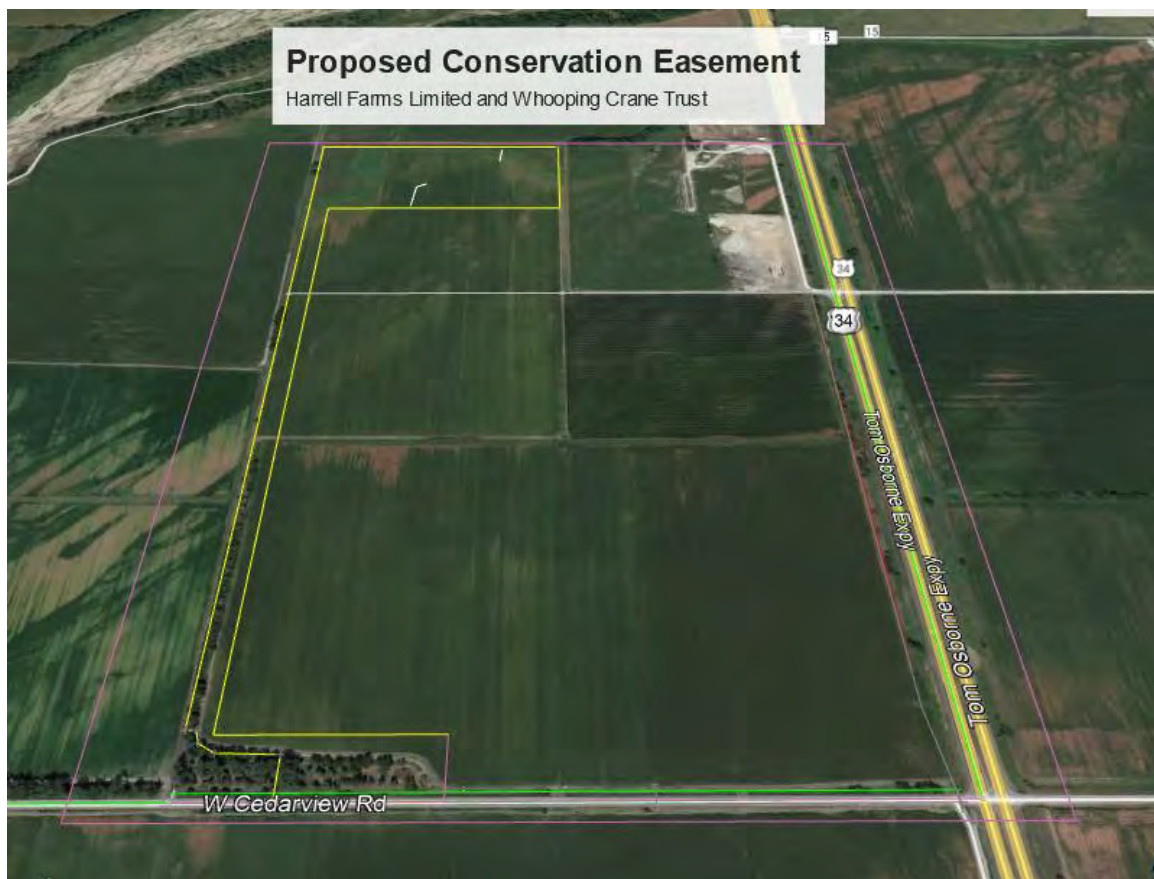 Proposed Conservation Easement
Harrell Farms Limited and Whooping Crane Trust
15
15
34
34
Tom Osborne Expy
Tom Osborne Expy
W Cedarview Rd